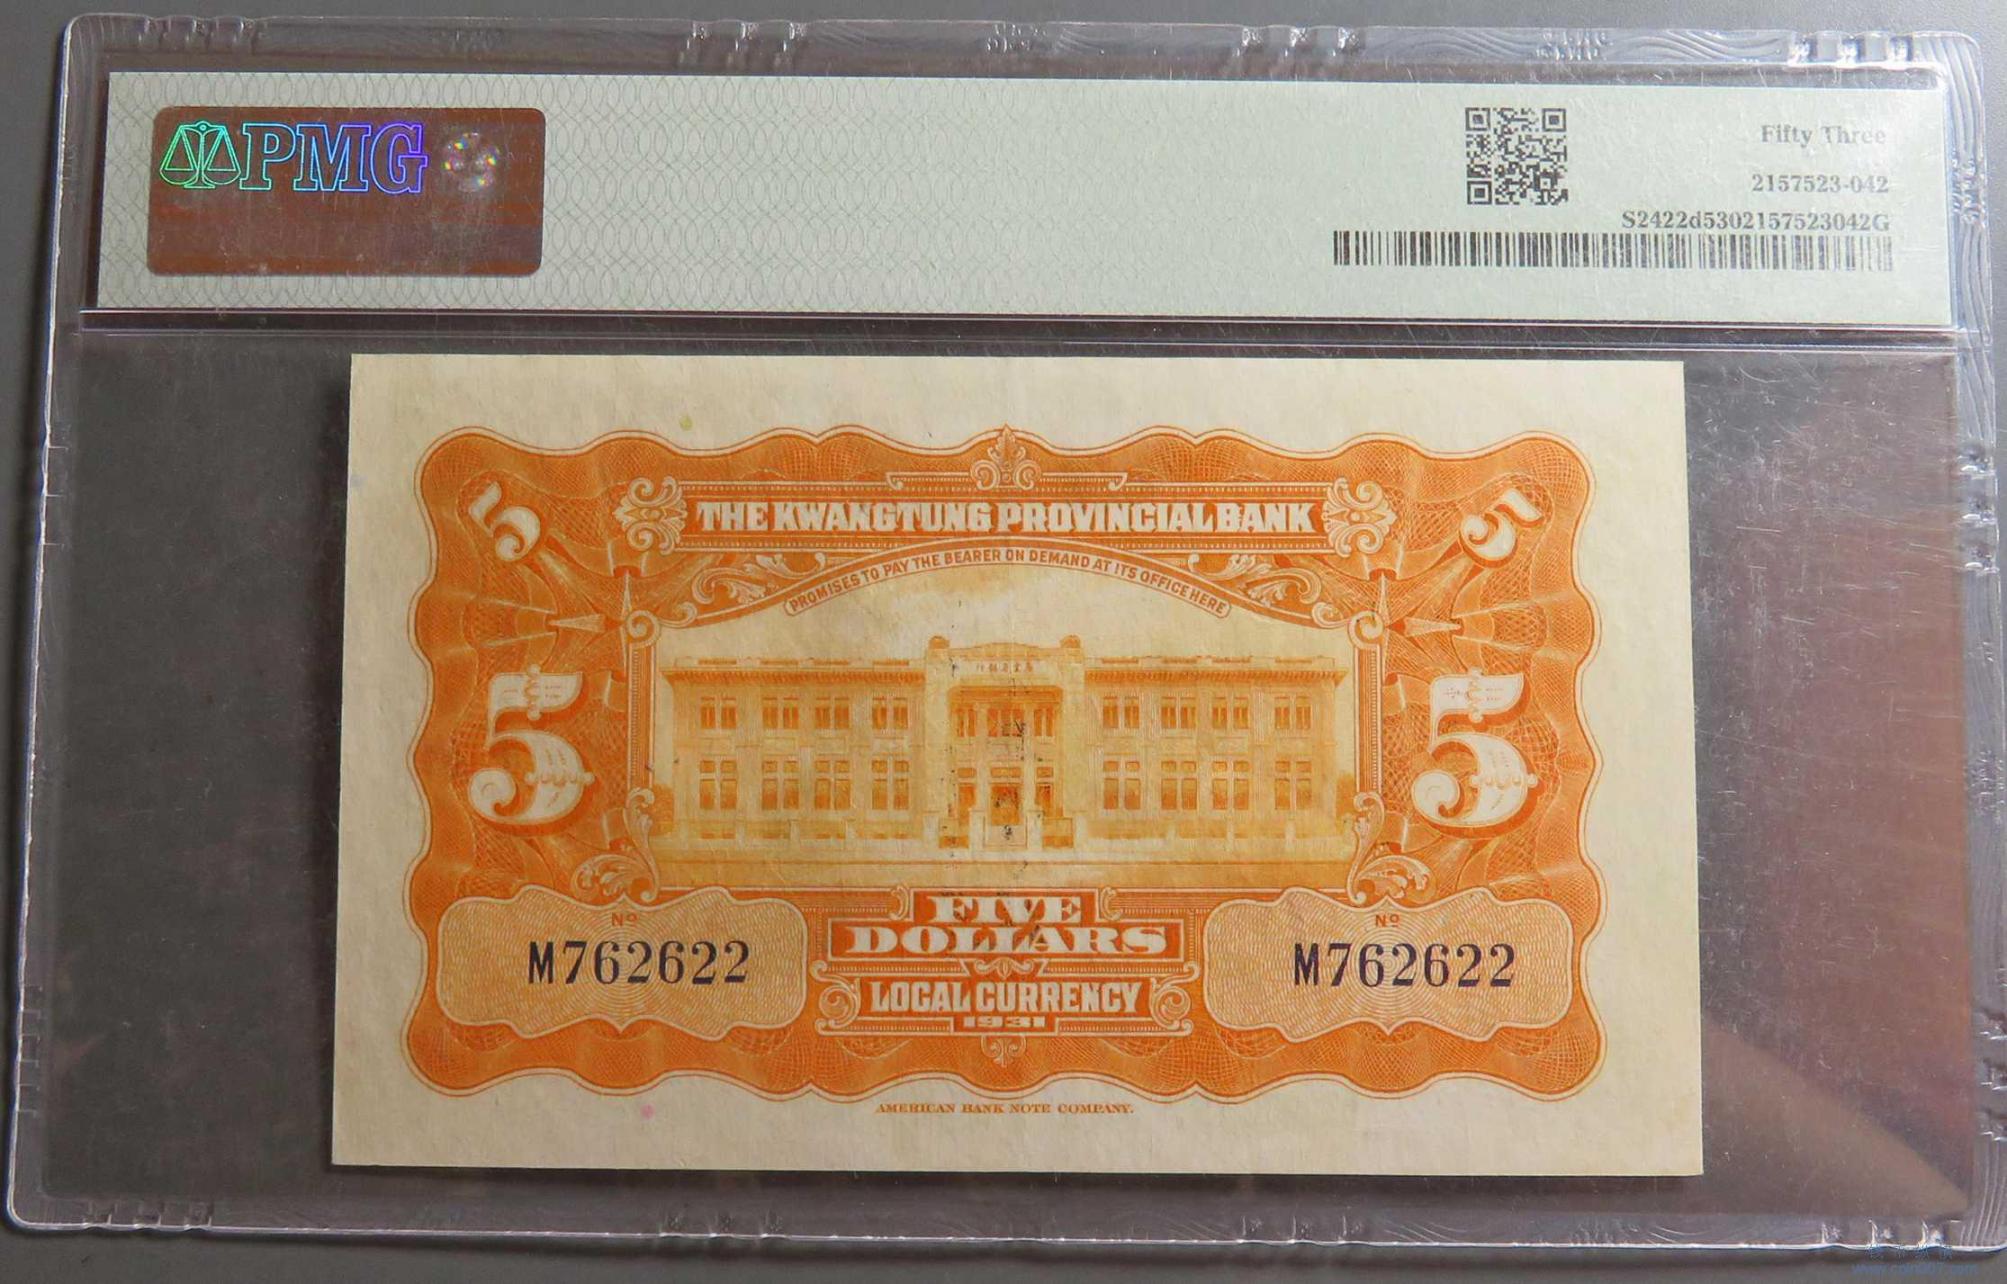 PMG
Fifty Three
2157523-042
S2422d5302157523042G
5
THE KWANGTUNG PROVINCIAL BANK
5
PROMISES TO PAY THE BEARER ON DEMAND AT ITS OFFICE HERE
5
5
FIVE
DOLLARS
Nº
M762622
Nº
M762622
LOCAL CURRENCY
1931
AMERICAN BANK NOTE COMPANY.